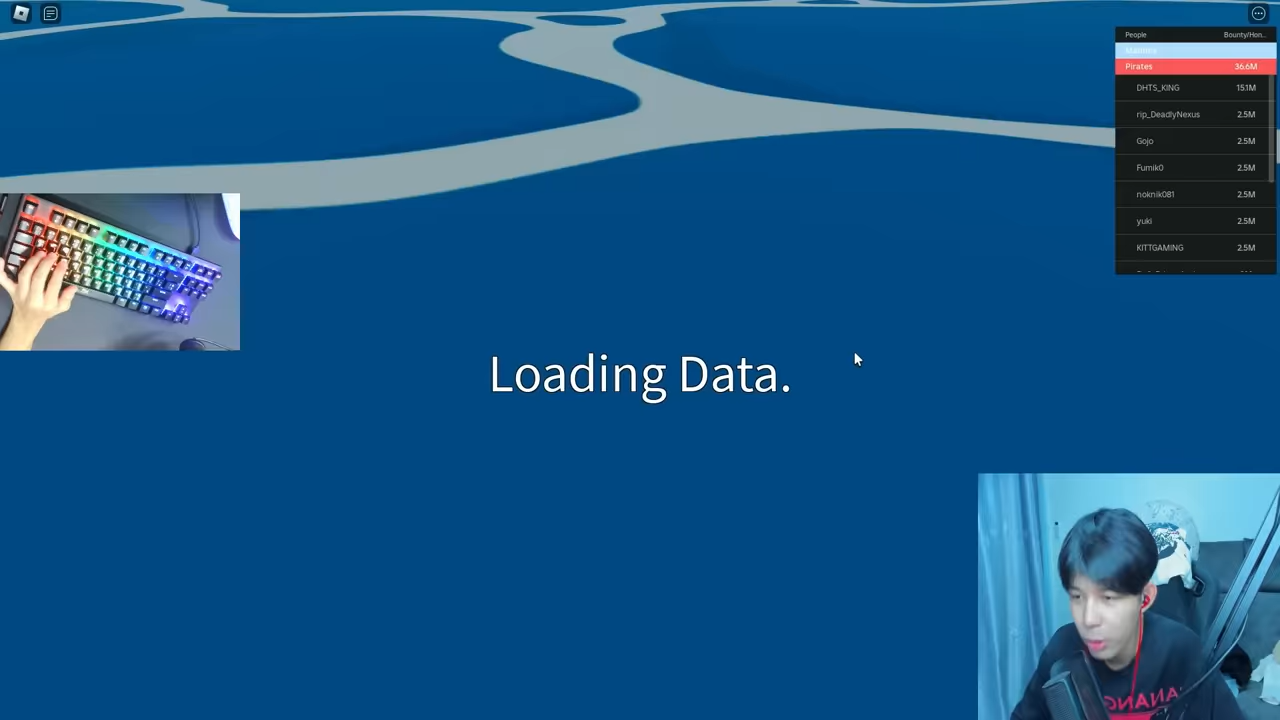 People Bounty/Hon...
Marines
Pirates 36.6M
DHTS_KING 15.1M
rip_DeadlyNexus 2.5M
Gojo 2.5M
Fumik0 2.5M
noknik081 2.5M
yuki 2.5M
KITTGAMING 2.5M
Loading Data.